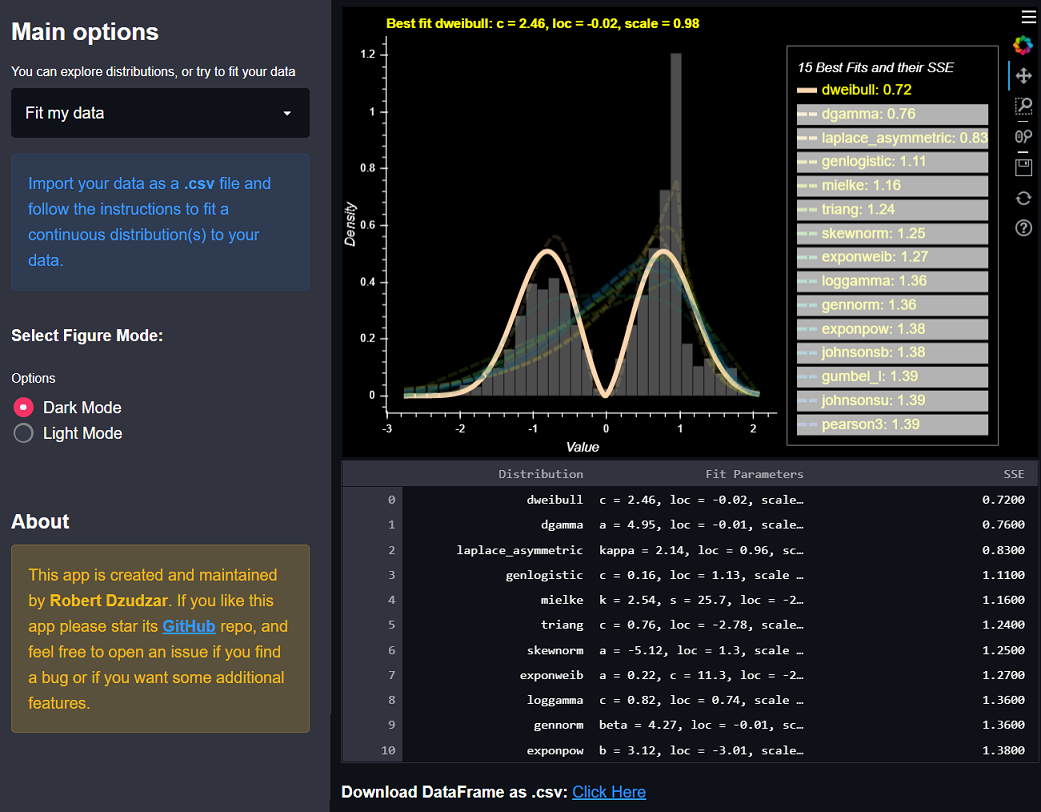 Main options
You can explore distributions, or try to fit your data
Fit my data
Import your data as a .csv file and
follow the instructions to fit a
continuous distribution(s) to your
data.
Select Figure Mode:
Options
Dark Mode
Light Mode
About
This app is created and maintained
by Robert Dzudzar. If you like this
app please star its GitHub repo, and
feel free to open an issue if you find
a bug or if you want some additional
features.
Best fit dweibull: c = 2.46, loc = -0.02, scale = 0.98
1.2
1
0.8
0.6
0.4
0.2
0
Density
-3 -2 -1 0 1 2
Value
15 Best Fits and their SSE
dweibull: 0.72
dgamma: 0.76
laplace_asymmetric: 0.83
genlogistic: 1.11
mielke: 1.16
triang: 1.24
skewnorm: 1.25
exponweib: 1.27
loggamma: 1.36
gennorm: 1.36
exponpow: 1.38
johnsonsb: 1.38
gumbel_l: 1.39
johnsonsu: 1.39
pearson3: 1.39
Distribution Fit Parameters SSE
0 dweibull c = 2.46, loc = -0.02, scale… 0.7200
1 dgamma a = 4.95, loc = -0.01, scale… 0.7600
2 laplace_asymmetric kappa = 2.14, loc = 0.96, sc… 0.8300
3 genlogistic c = 0.16, loc = 1.13, scale … 1.1100
4 mielke k = 2.54, s = 25.7, loc = -2… 1.1600
5 triang c = 0.76, loc = -2.78, scale… 1.2400
6 skewnorm a = -5.12, loc = 1.3, scale … 1.2500
7 exponweib a = 0.22, c = 11.3, loc = -2… 1.2700
8 loggamma c = 0.82, loc = 0.74, scale … 1.3600
9 gennorm beta = 4.27, loc = -0.01, sc… 1.3600
10 exponpow b = 3.12, loc = -3.01, scale… 1.3800
Download DataFrame as .csv: Click Here